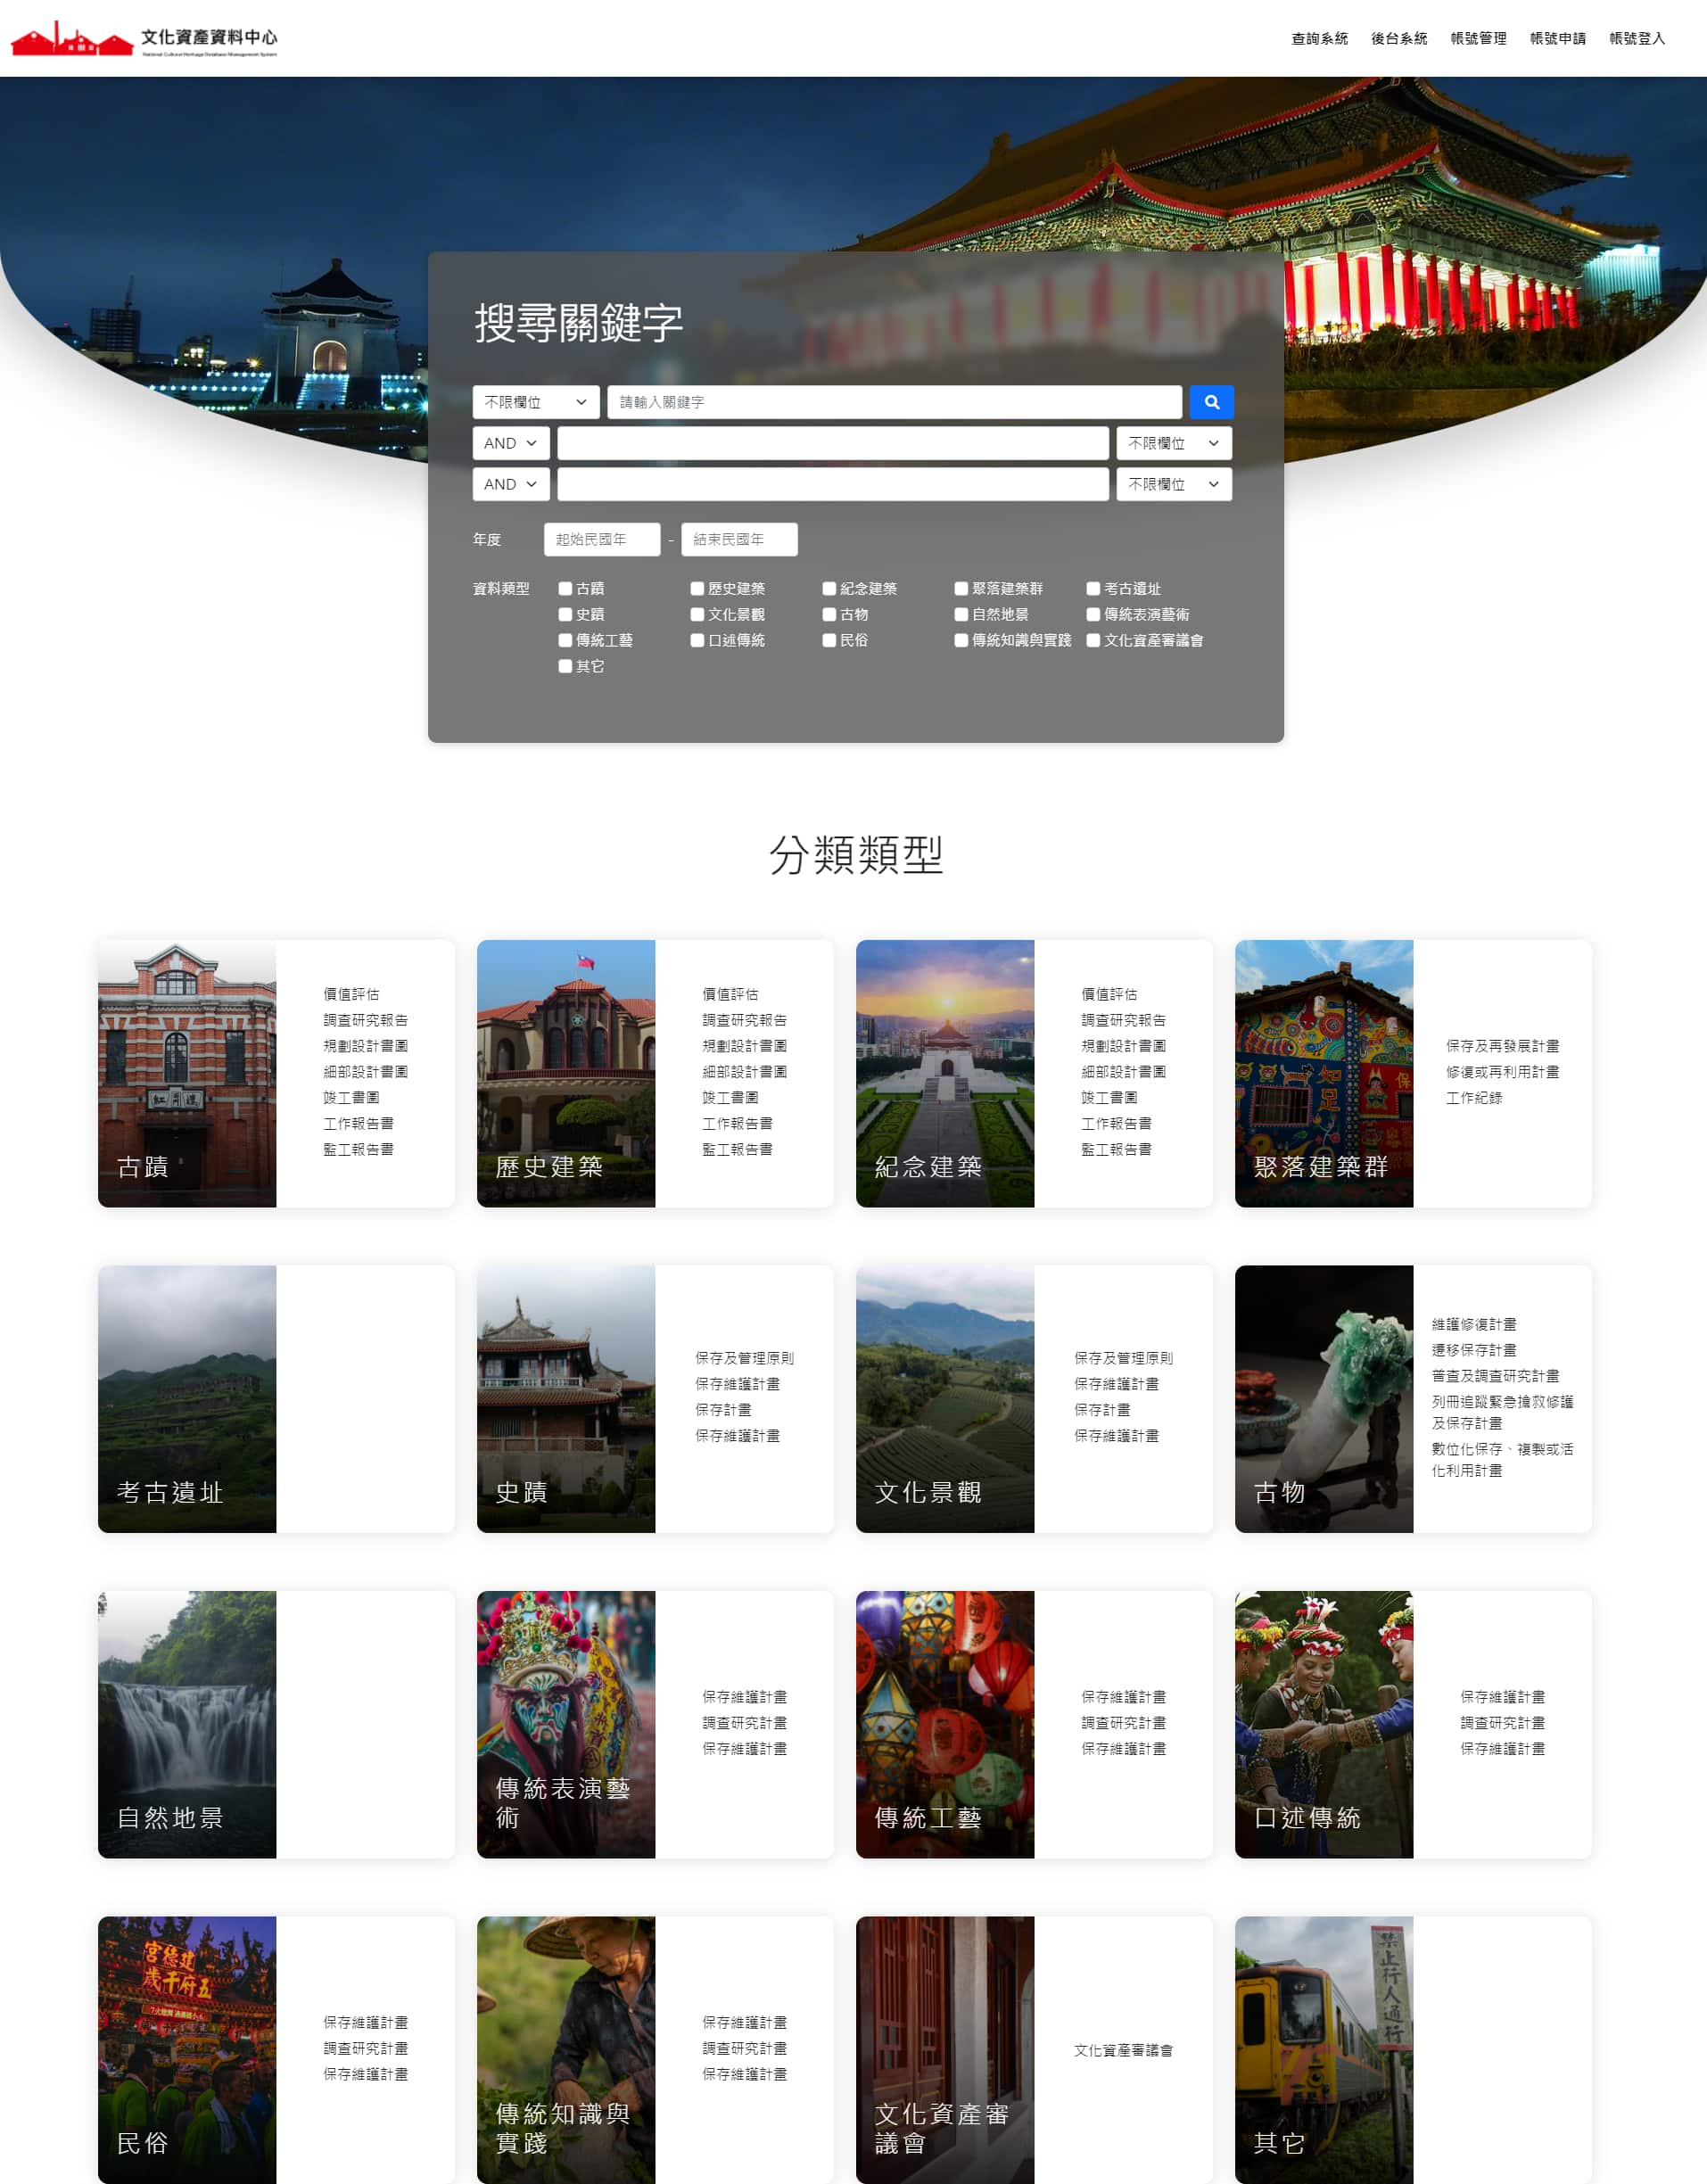 文化資產資料中心
National Cultural Heritage Database Management System
查詢系統 後台系統 帳號管理 帳號申請 帳號登入
搜尋關鍵字
不限欄位 請輸入關鍵字
AND 不限欄位
AND 不限欄位
年度 起始民國年 - 結束民國年
資料類型 古蹟 歷史建築 紀念建築 聚落建築群 考古遺址
史蹟 文化景觀 古物 自然地景 傳統表演藝術
傳統工藝 口述傳統 民俗 傳統知識與實踐 文化資產審議會
其它
分類類型
古蹟
價值評估
調查研究報告
規劃設計書圖
細部設計書圖
竣工書圖
工作報告書
監工報告書
歷史建築
價值評估
調查研究報告
規劃設計書圖
細部設計書圖
竣工書圖
工作報告書
監工報告書
紀念建築
價值評估
調查研究報告
規劃設計書圖
細部設計書圖
竣工書圖
工作報告書
監工報告書
知足
保
聚落建築群
保存及再發展計畫
修復或再利用計畫
工作紀錄
考古遺址
史蹟
保存及管理原則
保存維護計畫
保存計畫
保存維護計畫
文化景觀
保存及管理原則
保存維護計畫
保存計畫
保存維護計畫
古物
維護修復計畫
遷移保存計畫
普查及調查研究計畫
列冊追蹤緊急搶救修護
及保存計畫
數位化保存、複製或活
化利用計畫
自然地景
傳統表演藝
術
保存維護計畫
調查研究計畫
保存維護計畫
傳統工藝
保存維護計畫
調查研究計畫
保存維護計畫
口述傳統
保存維護計畫
調查研究計畫
保存維護計畫
宮德建
歲千府五
民俗
保存維護計畫
調查研究計畫
保存維護計畫
傳統知識與
實踐
保存維護計畫
調查研究計畫
保存維護計畫
文化資產審
議會
文化資產審議會
禁止行人通行
其它